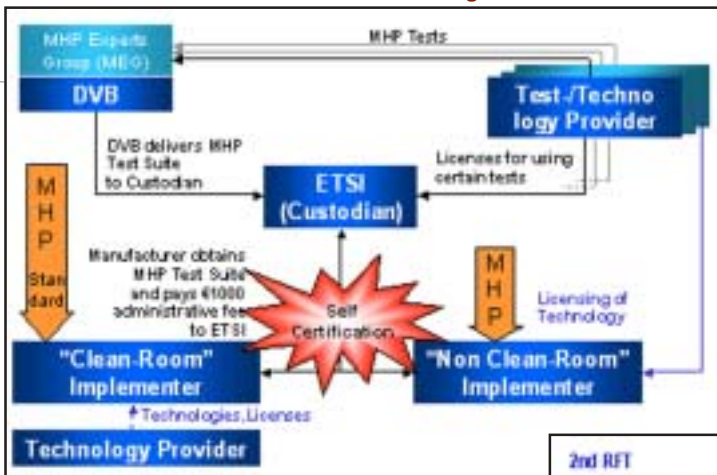 MHP Experts
Group (MEG)
DVB
MHP Tests
Test-/Techno
logy Provider
DVB delivers MHP
Test Suite
to Custodian
Licenses for using
certain tests
ETSI
(Custodian)
M
H
P
Stan
dard
Manufacturer obtains
MHP Test Suite
and pays €1000
administrative fee
to ETSI
Self
Certification
M
H
P
Licensing of
Technology
"Clean-Room"
Implementer
"Non Clean-Room"
Implementer
Technologies, Licenses
Technology Provider
2nd RFT